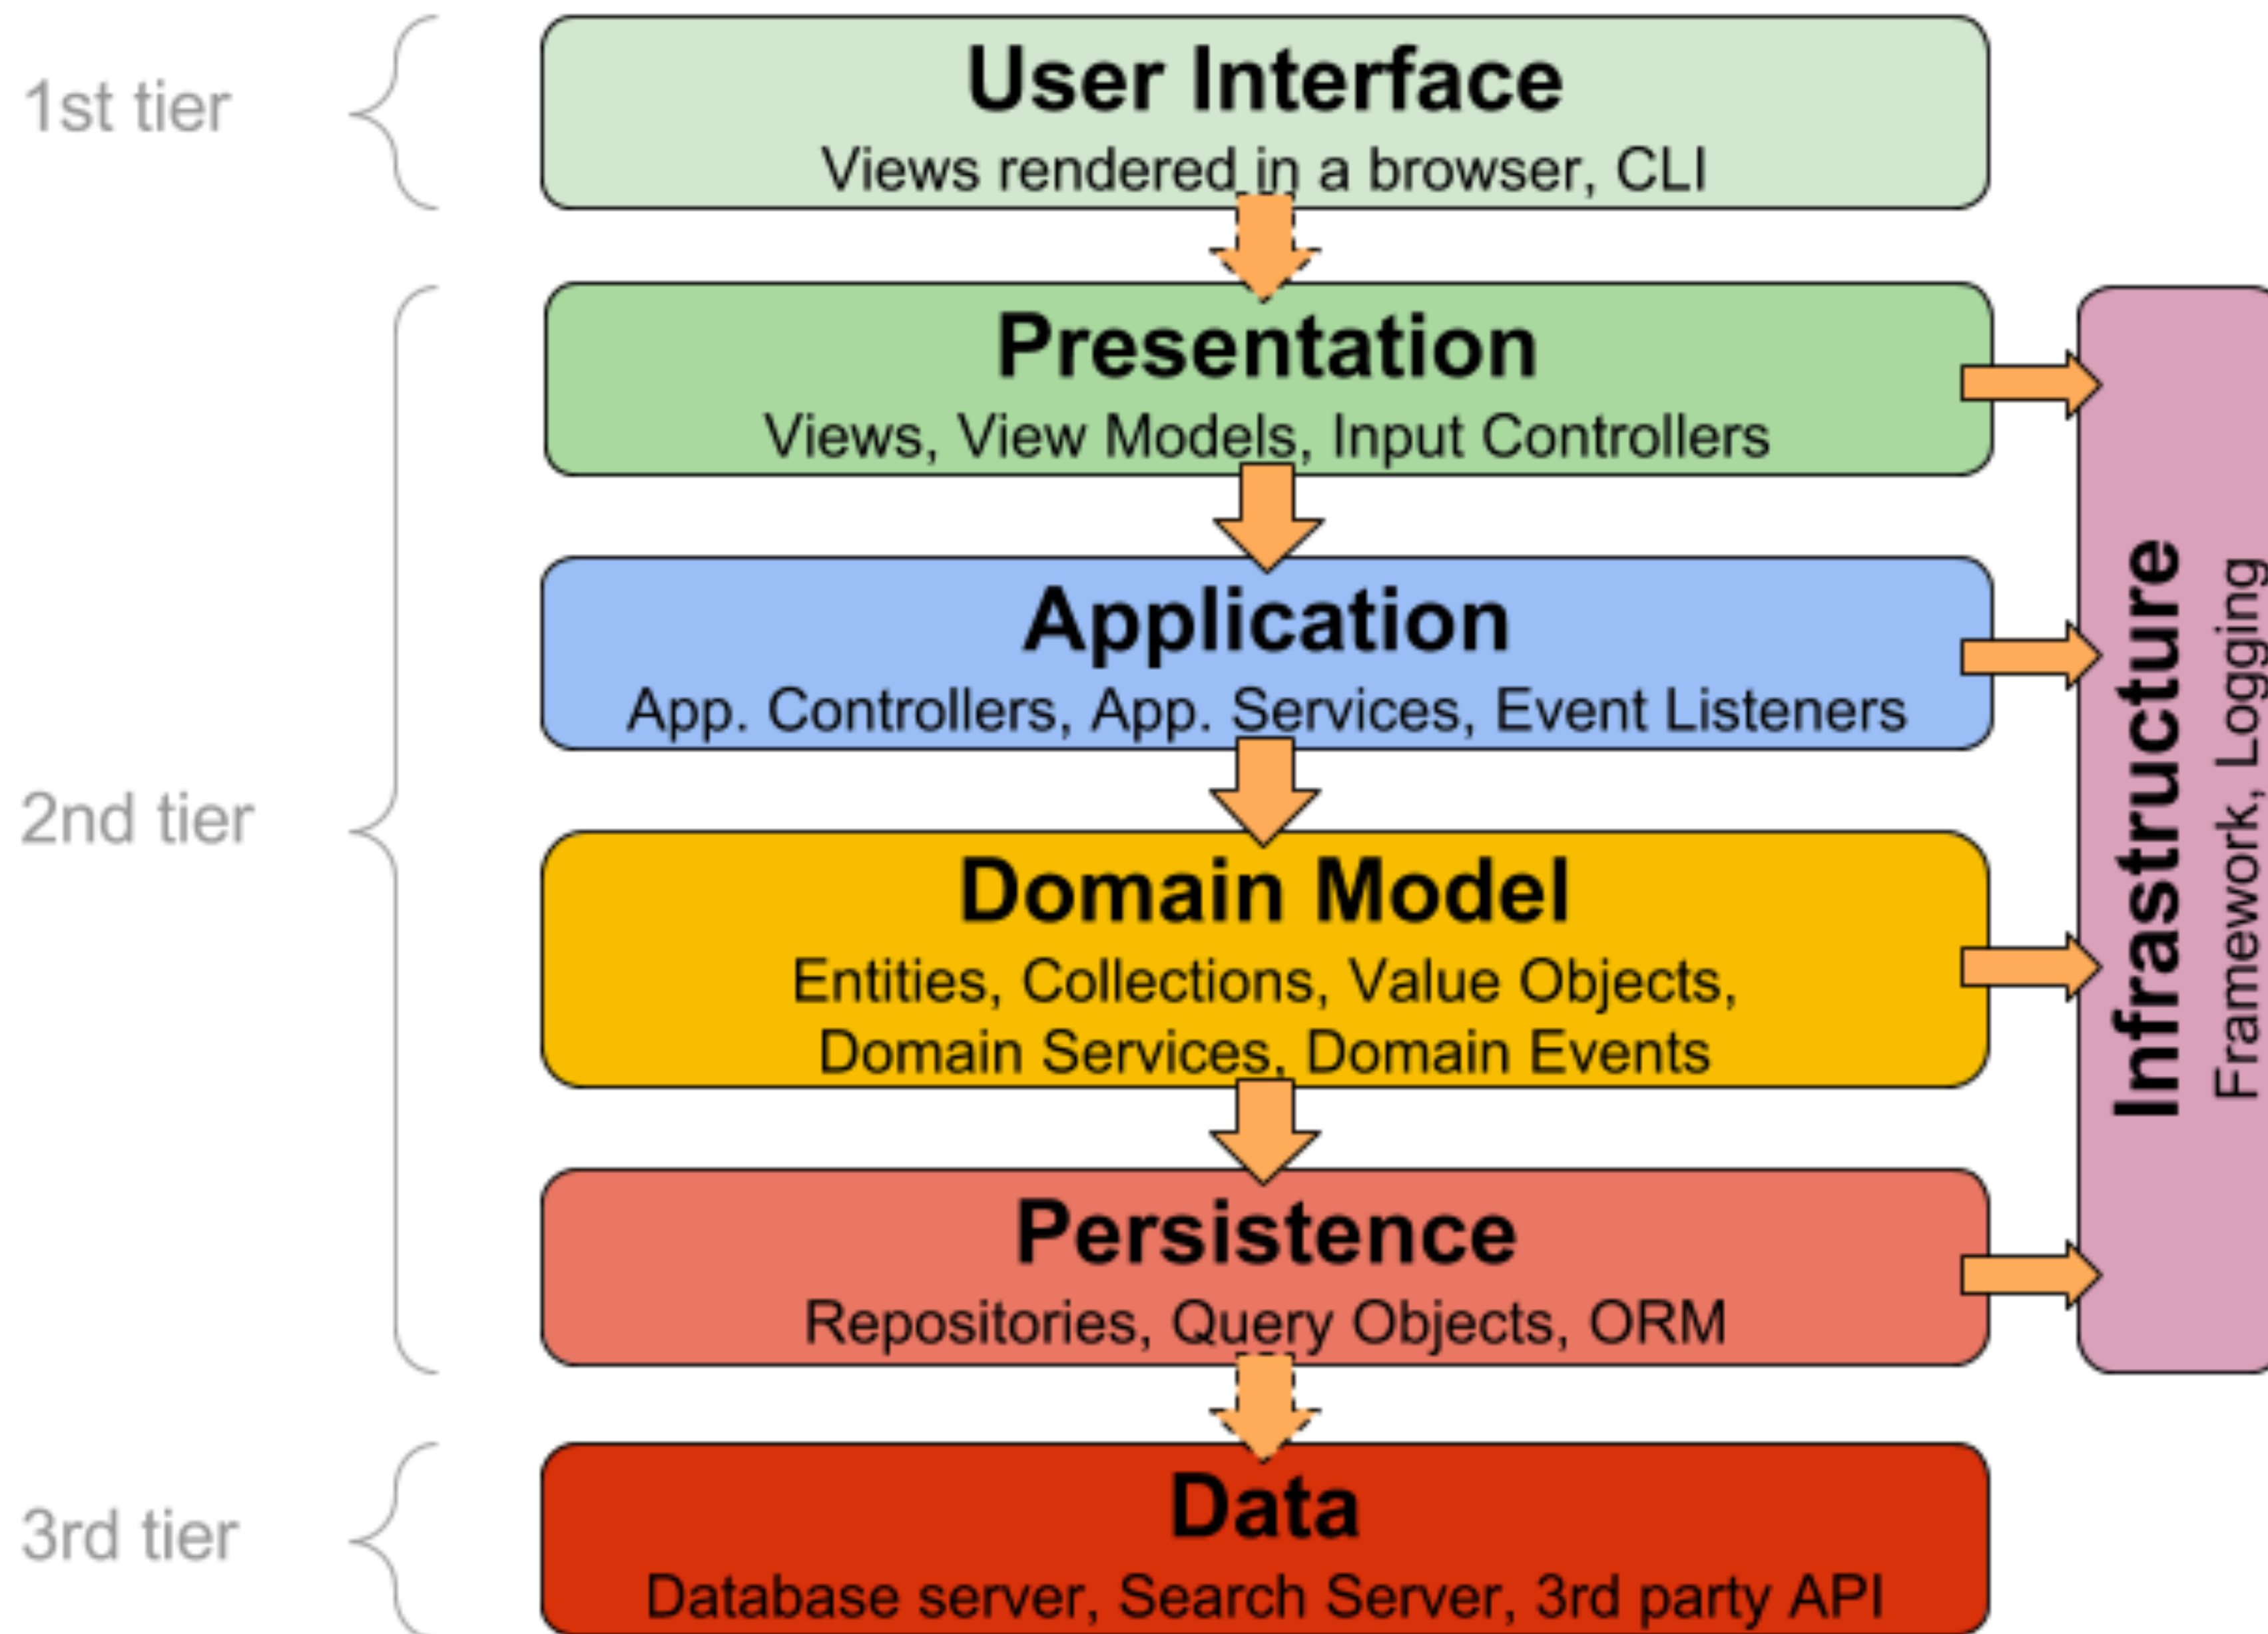 1st tier
User Interface
Views rendered in a browser, CLI
2nd tier
Presentation
Views, View Models, Input Controllers
Application
App. Controllers, App. Services, Event Listeners
Domain Model
Entities, Collections, Value Objects,
Domain Services, Domain Events
Persistence
Repositories, Query Objects, ORM
Infrastructure
Framework, Logging
3rd tier
Data
Database server, Search Server, 3rd party API